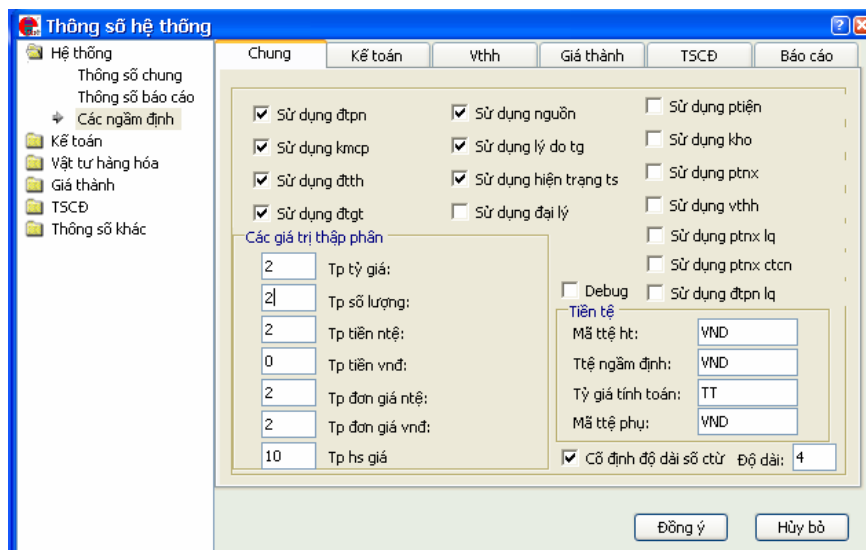 Thông số hệ thống
Hệ thống
Thông số chung
Thông số báo cáo
Các ngầm định
Kế toán
Vật tư hàng hóa
Giá thành
TSCĐ
Thông số khác
Chung
Kế toán
Vthh
Giá thành
TSCĐ
Báo cáo
Sử dụng đtpn
Sử dụng nguồn
Sử dụng ptiện
Sử dụng kmcp
Sử dụng lý do tg
Sử dụng kho
Sử dụng đtth
Sử dụng hiện trạng ts
Sử dụng ptnx
Sử dụng đtgt
Sử dụng đại lý
Sử dụng vthh
Sử dụng ptnx lq
Sử dụng ptnx ctcn
Debug
Sử dụng đtpn lq
Các giá trị thập phân
2 Tp tỷ giá:
2 Tp số lượng:
2 Tp tiền ntệ:
0 Tp tiền vnđ:
2 Tp đơn giá ntệ:
2 Tp đơn giá vnđ:
10 Tp hs giá
Tiền tệ
Mã ttệ ht: VND
Ttệ ngầm định: VND
Tỷ giá tính toán: TT
Mã ttệ phụ: VND
Cố định độ dài số ctừ Độ dài: 4
Đồng ý
Hủy bỏ